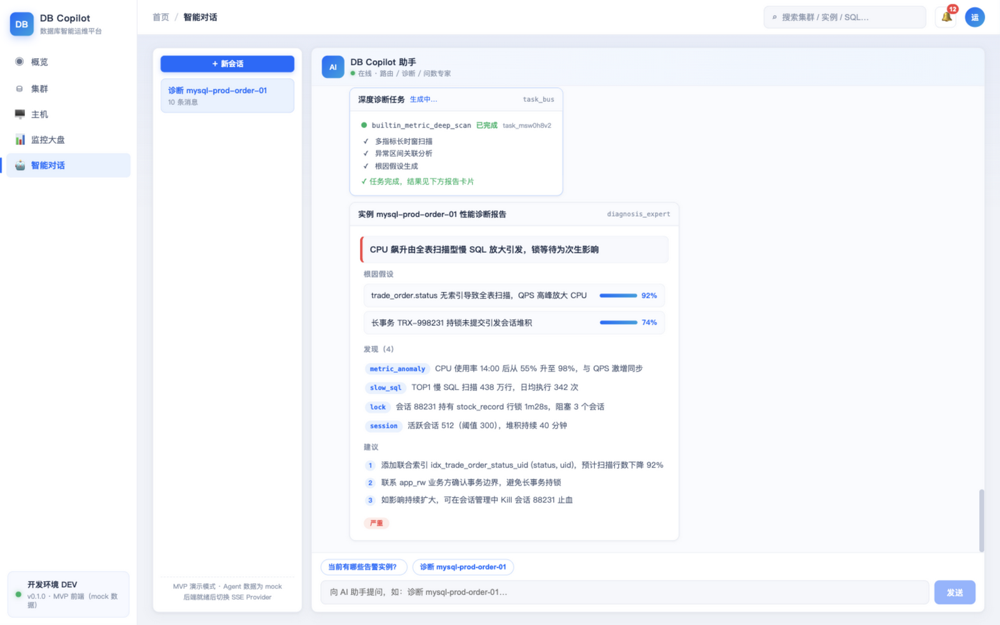 DB
DB Copilot
数据库智能运维平台
概览
集群
主机
监控大盘
智能对话
开发环境 DEV
v0.1.0 · MVP 前端（mock 数
据）
首页 / 智能对话
搜索集群 / 实例 / SQL...
12
运
+ 新会话
诊断 mysql-prod-order-01
10 条消息
MVP 演示模式 · Agent 数据为 mock
后端就绪后切换 SSE Provider
AI
DB Copilot 助手
在线 · 路由 / 诊断 / 问数专家
深度诊断任务 生成中... task_bus
builtin_metric_deep_scan 已完成 task_msw0h8v2
✓ 多指标长时窗扫描
✓ 异常区间关联分析
✓ 根因假设生成
✓ 任务完成，结果见下方报告卡片
实例 mysql-prod-order-01 性能诊断报告 diagnosis_expert
CPU 飙升由全表扫描型慢 SQL 放大引发，锁等待为次生影响
根因假设
trade_order.status 无索引导致全表扫描，QPS 高峰放大 CPU 92%
长事务 TRX-998231 持锁未提交引发会话堆积 74%
发现（4）
metric_anomaly CPU 使用率 14:00 后从 55% 升至 98%，与 QPS 激增同步
slow_sql TOP1 慢 SQL 扫描 438 万行，日均执行 342 次
lock 会话 88231 持有 stock_record 行锁 1m28s，阻塞 3 个会话
session 活跃会话 512（阈值 300），堆积持续 40 分钟
建议
1 添加联合索引 idx_trade_order_status_uid (status, uid)，预计扫描行数下降 92%
2 联系 app_rw 业务方确认事务边界，避免长事务持锁
3 如影响持续扩大，可在会话管理中 Kill 会话 88231 止血
严重
当前有哪些告警实例？ 诊断 mysql-prod-order-01
向 AI 助手提问，如：诊断 mysql-prod-order-01...
发送